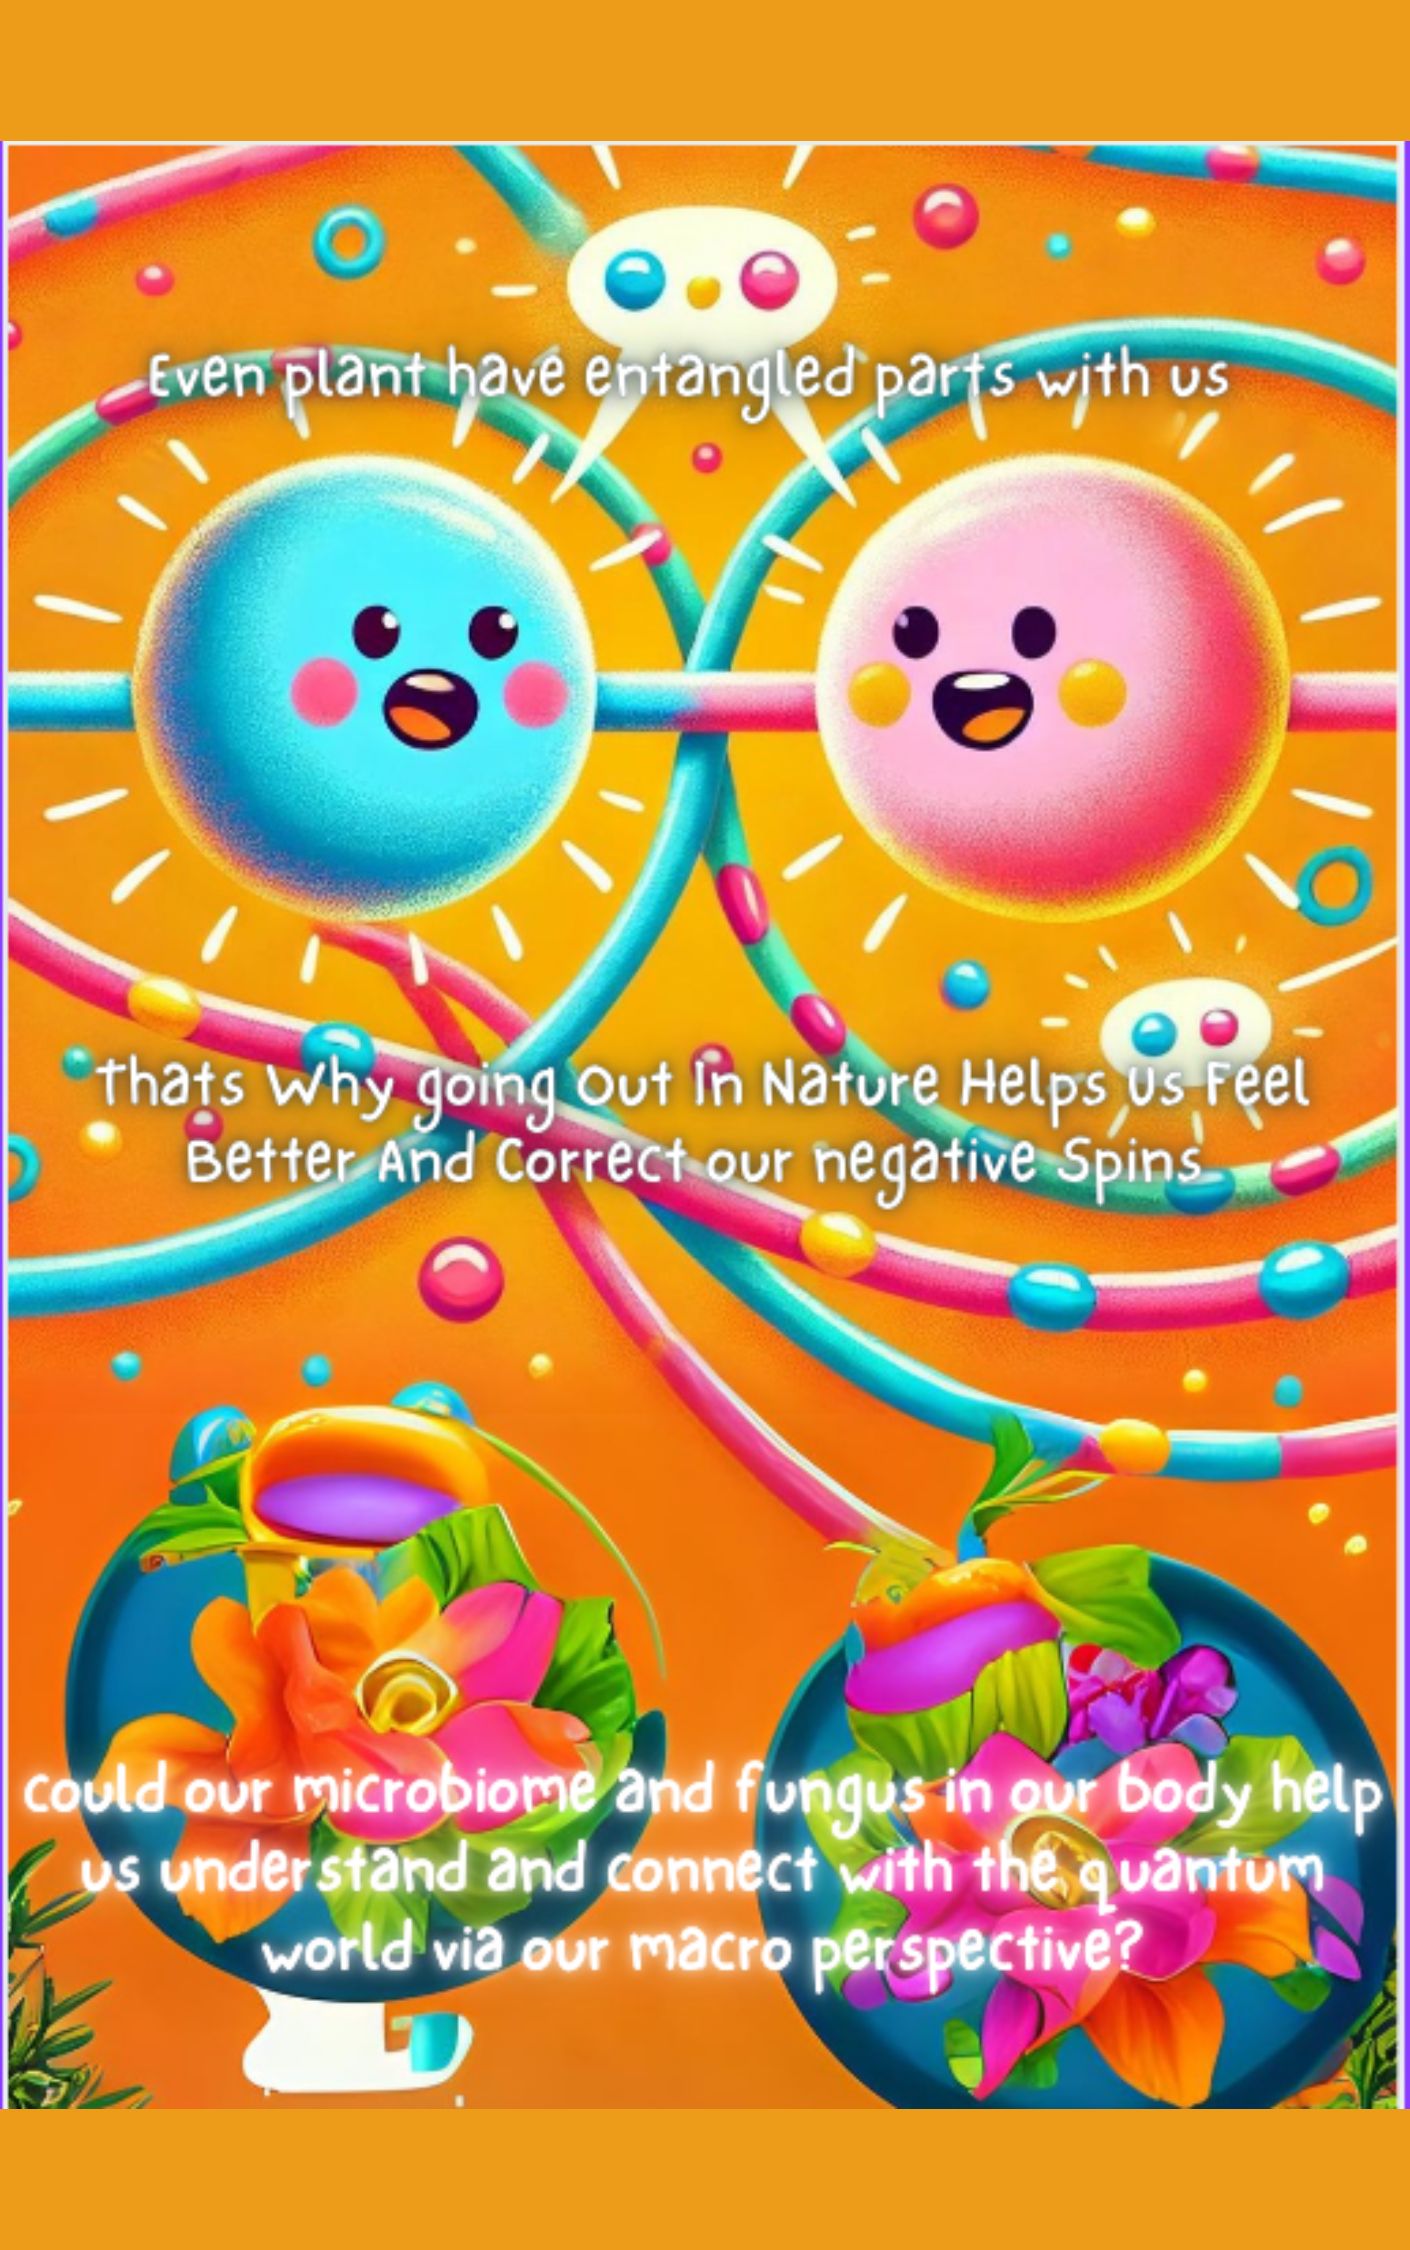 Even plant have entangled parts with us
Thats Why going Out In Nature Helps Us Feel
Better And Correct our negative Spins
could our microbiome and fungus in our body help
us understand and connect with the quantum
world via our macro perspective?